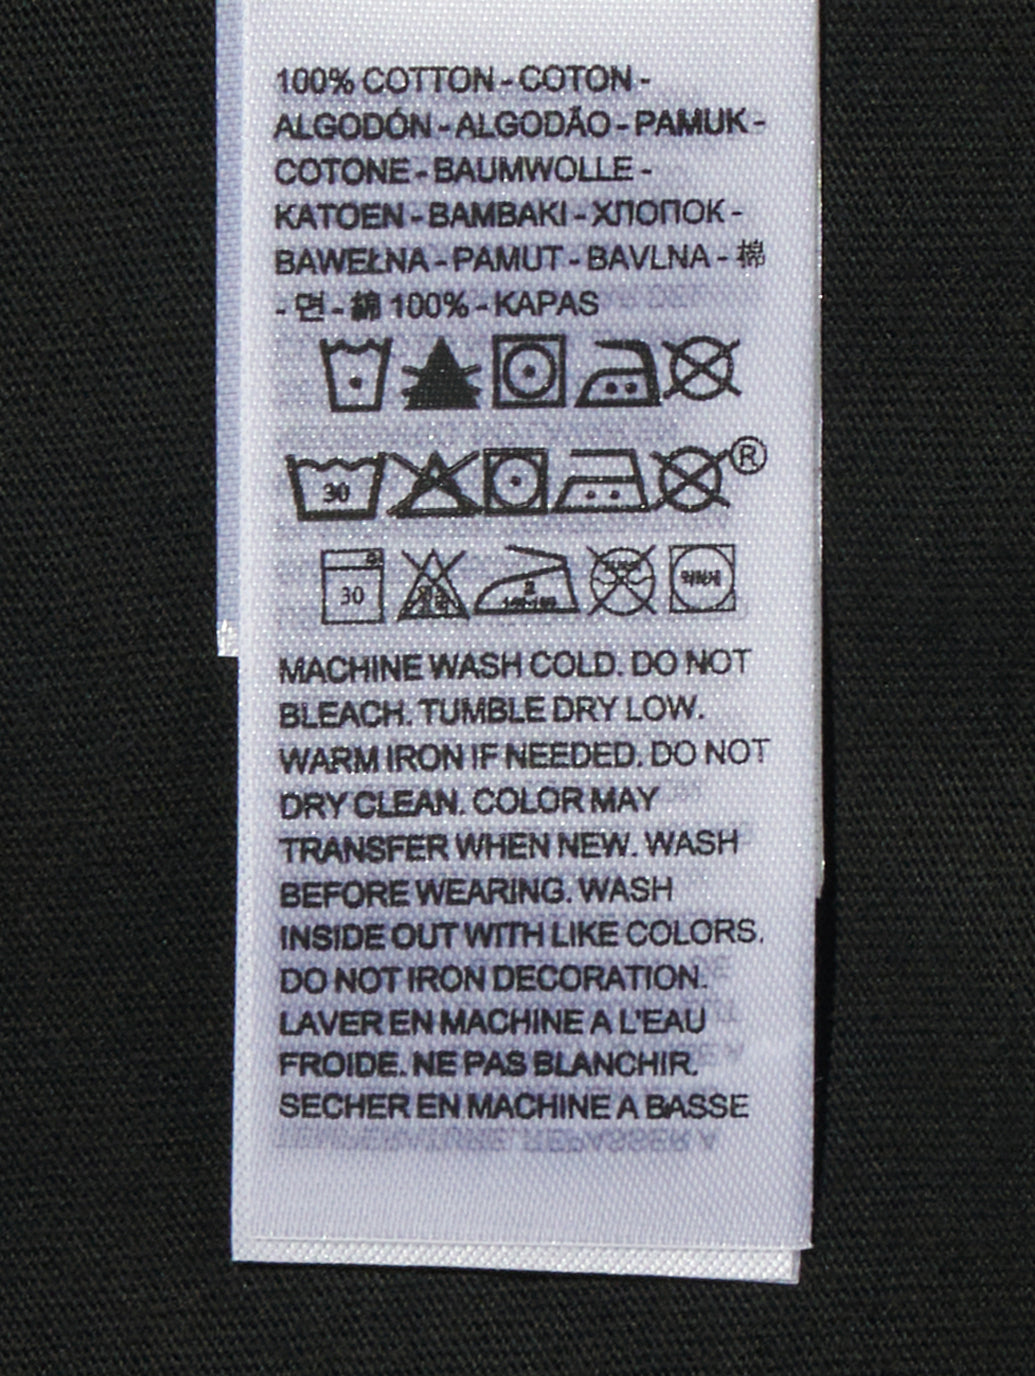 100% COTTON - COTON -
ALGODÓN - ALGODÃO - PAMUK -
COTONE - BAUMWOLLE -
KATOEN - BAMBAKI - ХЛОПОК -
BAWEŁNA - PAMUT - BAVLNA - 棉
- 면 - 綿 100% - KAPAS
30 ®
30
MACHINE WASH COLD. DO NOT
BLEACH. TUMBLE DRY LOW.
WARM IRON IF NEEDED. DO NOT
DRY CLEAN. COLOR MAY
TRANSFER WHEN NEW. WASH
BEFORE WEARING. WASH
INSIDE OUT WITH LIKE COLORS.
DO NOT IRON DECORATION.
LAVER EN MACHINE A L'EAU
FROIDE. NE PAS BLANCHIR.
SECHER EN MACHINE A BASSE